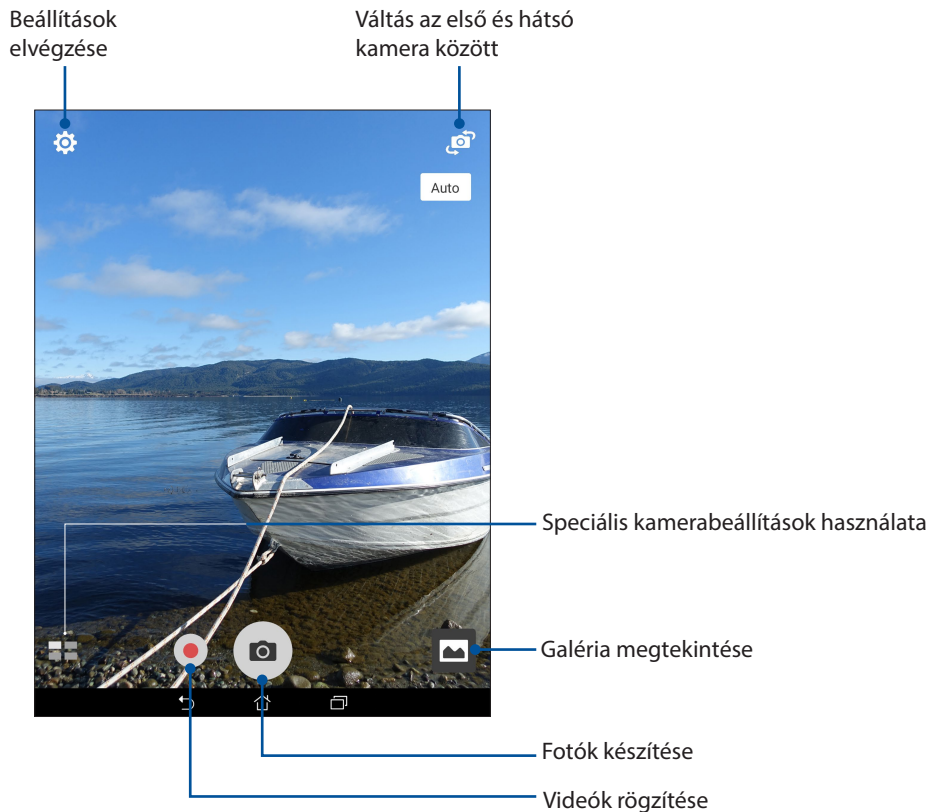 Beállítások
elvégzése
Váltás az első és hátsó
kamera között
Auto
Speciális kamerabeállítások használata
Galéria megtekintése
Fotók készítése
Videók rögzítése